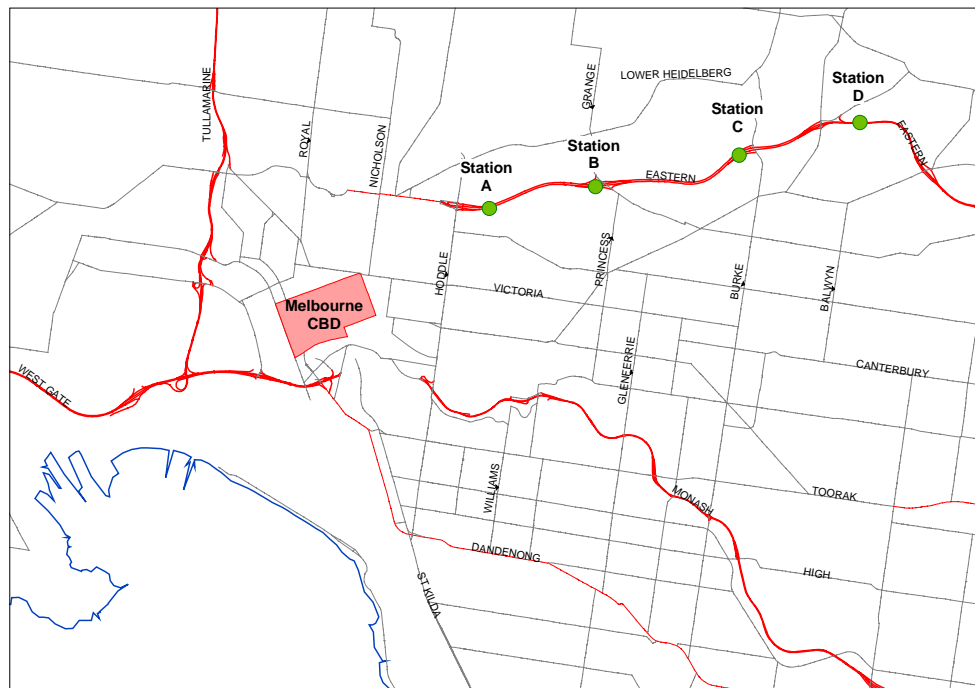 TULLAMARINE
ROYAL
NICHOLSON
GRANGE
LOWER HEIDELBERG
Station
D
Station
C
Station
B
Station
A
EASTERN
EASTERN
HODDLE
PRINCESS
BURKE
BALWYN
VICTORIA
Melbourne
CBD
WEST GATE
GLENFERRIE
CANTERBURY
WILLIAMS
MONASH
TOORAK
DANDENONG
HIGH
ST KILDA